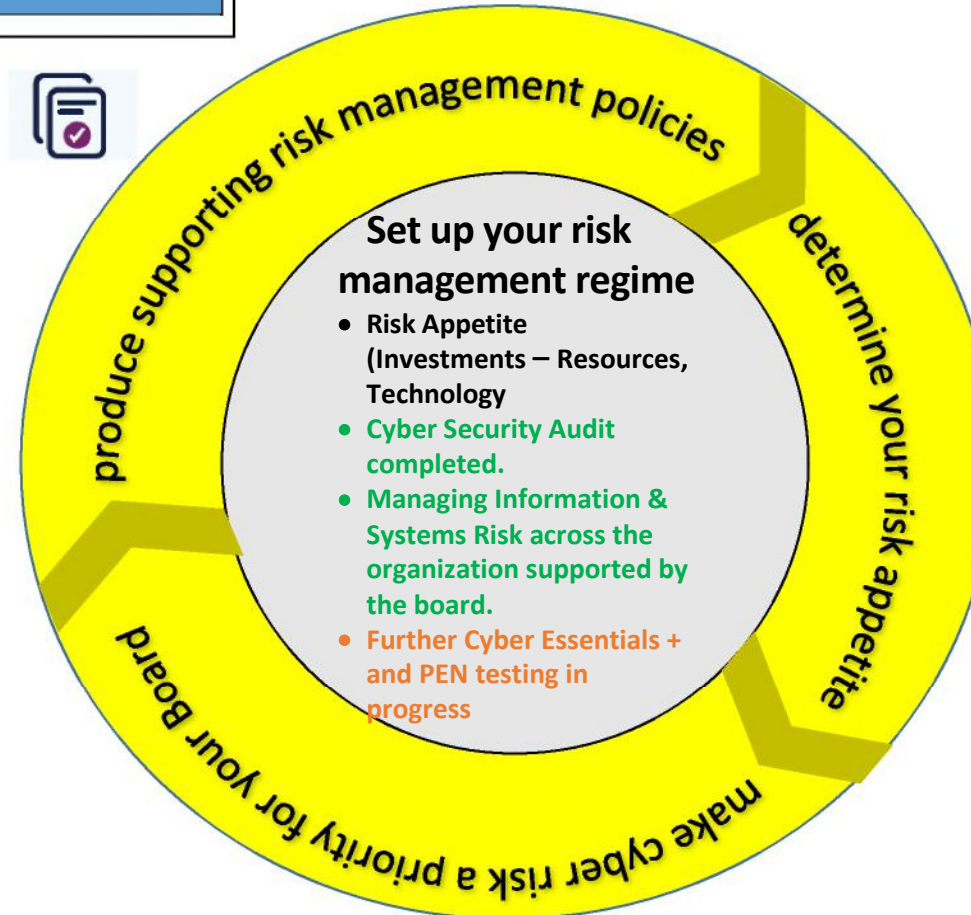 produce supporting risk management policies
determine your risk appetite
make cyber risk a priority for your Board
Set up your risk
management regime
• Risk Appetite
(Investments – Resources,
Technology
• Cyber Security Audit
completed.
• Managing Information &
Systems Risk across the
organization supported by
the board.
• Further Cyber Essentials +
and PEN testing in
progress